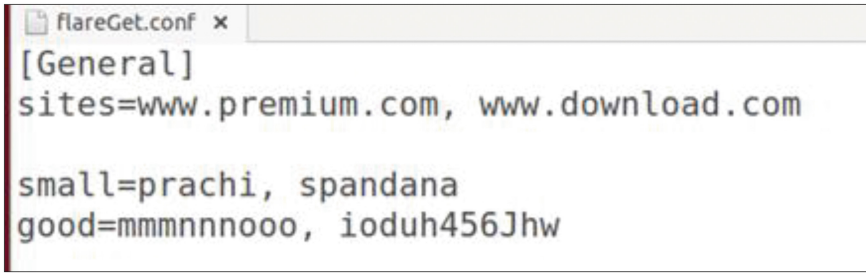 flareGet.conf ×
[General]
sites=www.premium.com, www.download.com
small=prachi, spandana
good=mmmnnnooo, ioduh456Jhw